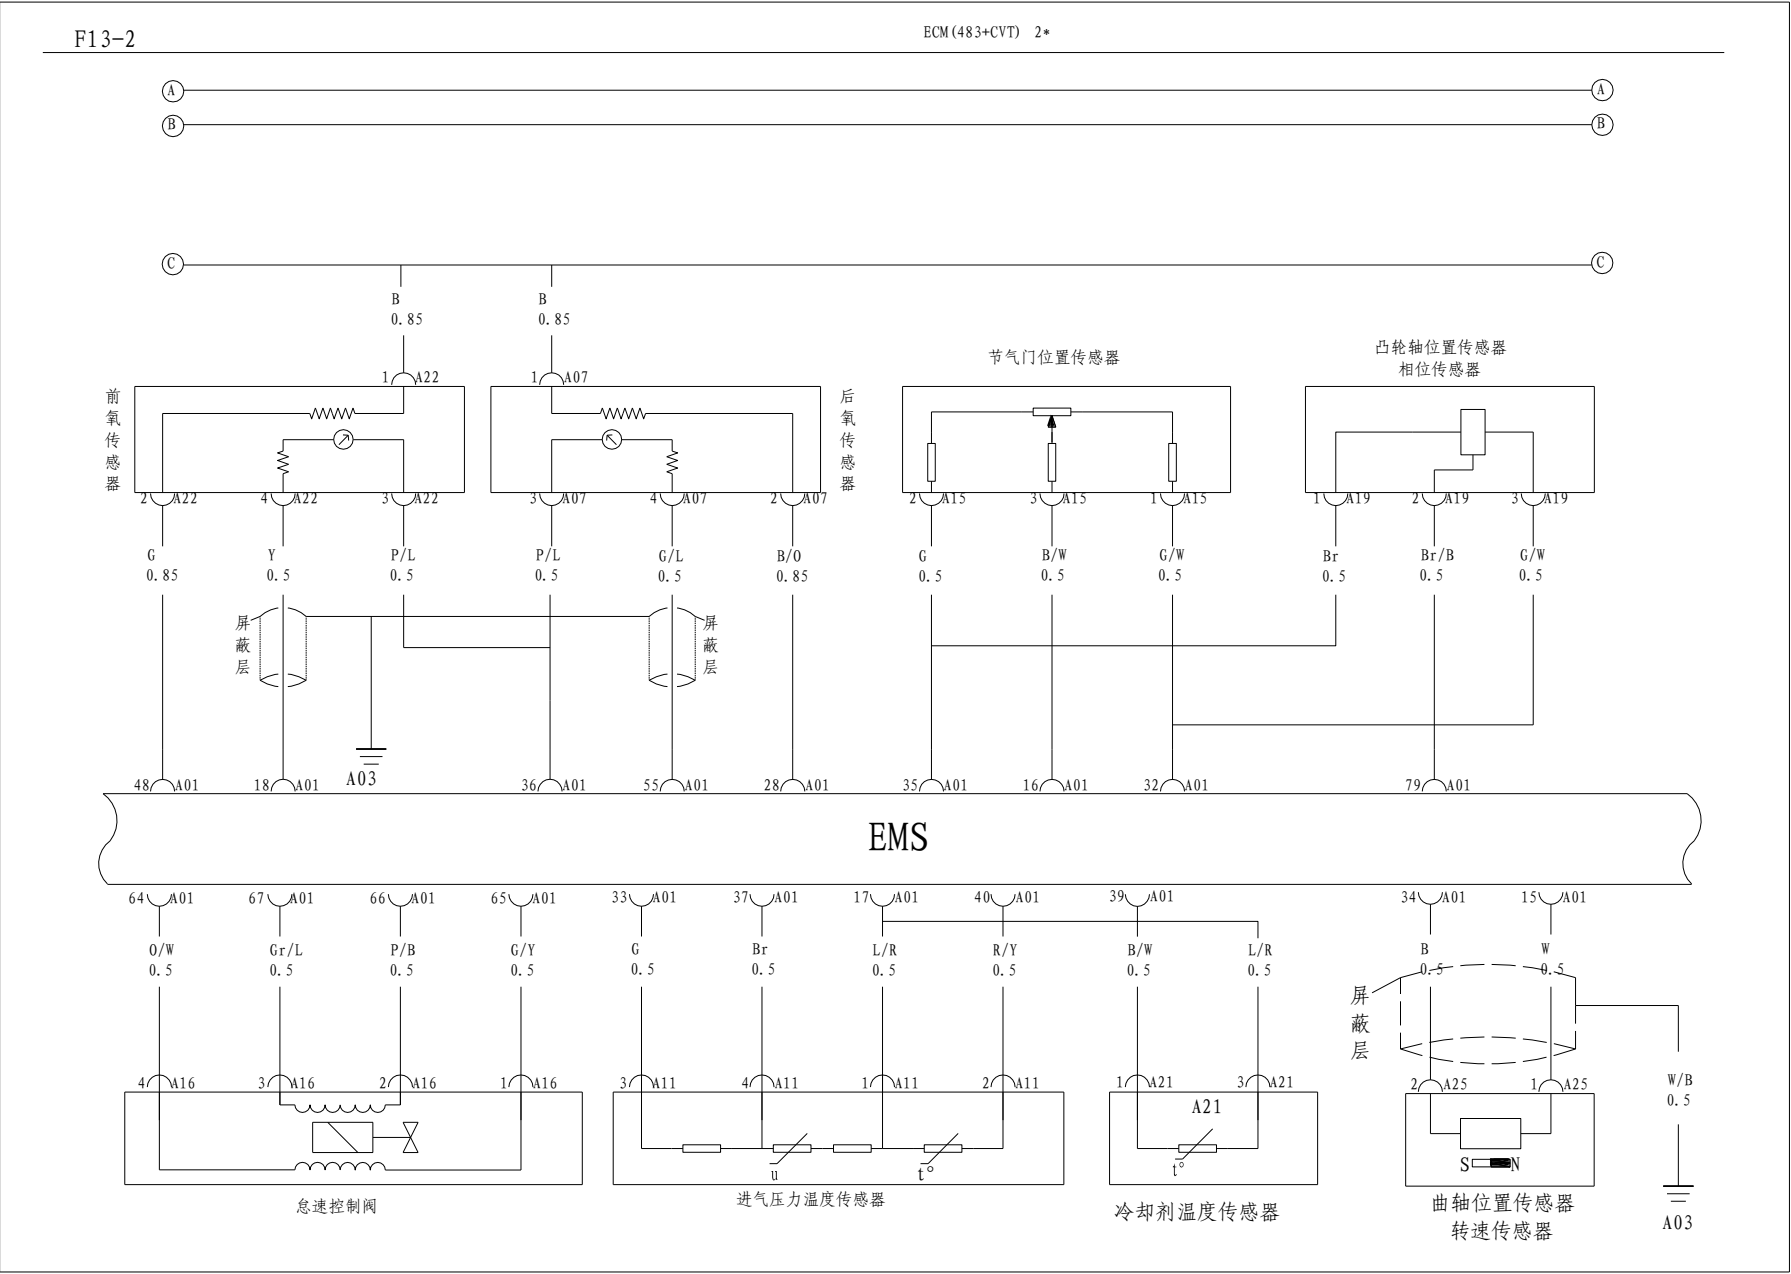 F13-2
ECM(483+CVT) 2*
A A
B B
C C
B B
0.85 0.85
节气门位置传感器
凸轮轴位置传感器
相位传感器
1 A22 1 A07
前氧传感器
后氧传感器
2 A22 4 A22 3 A22 3 A07 4 A07 2 A07 2 A15 3 A15 1 A15 1 A19 2 A19 3 A19
G Y P/L P/L G/L B/O G B/W G/W Br Br/B G/W
0.85 0.5 0.5 0.5 0.5 0.85 0.5 0.5 0.5 0.5 0.5 0.5
屏蔽层
屏蔽层
A03
48 A01 18 A01 36 A01 55 A01 28 A01 35 A01 16 A01 32 A01 79 A01
EMS
64 A01 67 A01 66 A01 65 A01 33 A01 37 A01 17 A01 40 A01 39 A01 34 A01 15 A01
O/W Gr/L P/B G/Y G Br L/R R/Y B/W L/R B W
0.5 0.5 0.5 0.5 0.5 0.5 0.5 0.5 0.5 0.5 0.5 0.5
屏蔽层
4 A16 3 A16 2 A16 1 A16 3 A11 4 A11 1 A11 2 A11 1 A21 3 A21 2 A25 1 A25
W/B
0.5
A21
u t° t°
S N
怠速控制阀
进气压力温度传感器
冷却剂温度传感器
曲轴位置传感器
转速传感器
A03